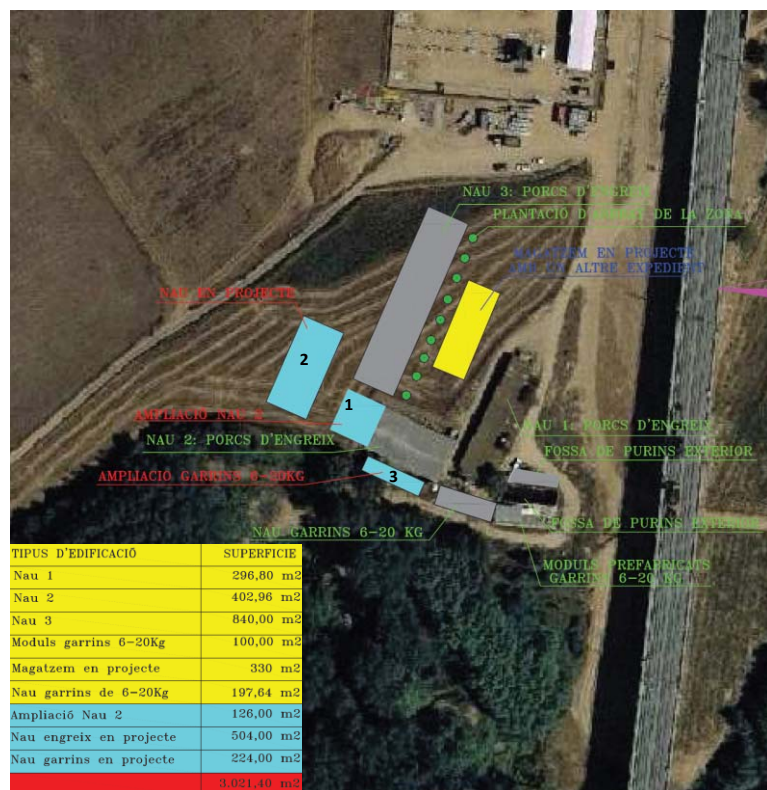 NAU 3: PORCS D'ENGREIX
PLANTACIÓ D'ARBRAT DE LA ZONA
MAGATZEM EN PROJECTE
AMB UN ALTRE EXPEDIENT
NAU EN PROJECTE
2
1
AMPLIACIÓ NAU 2
NAU 2: PORCS D'ENGREIX
NAU 1: PORCS D'ENGREIX
FOSSA DE PURINS EXTERIOR
AMPLIACIÓ GARRINS 6-20KG
3
NAU GARRINS 6-20 KG
FOSSA DE PURINS EXTERIOR
MODULS PREFABRICATS
GARRINS 6-20 KG
TIPUS D'EDIFICACIÓ SUPERFICIE
Nau 1 296,80 m2
Nau 2 402,96 m2
Nau 3 840,00 m2
Moduls garrins 6-20Kg 100,00 m2
Magatzem en projecte 330 m2
Nau garrins de 6-20Kg 197,64 m2
Ampliació Nau 2 126,00 m2
Nau engreix en projecte 504,00 m2
Nau garrins en projecte 224,00 m2
3.021,40 m2